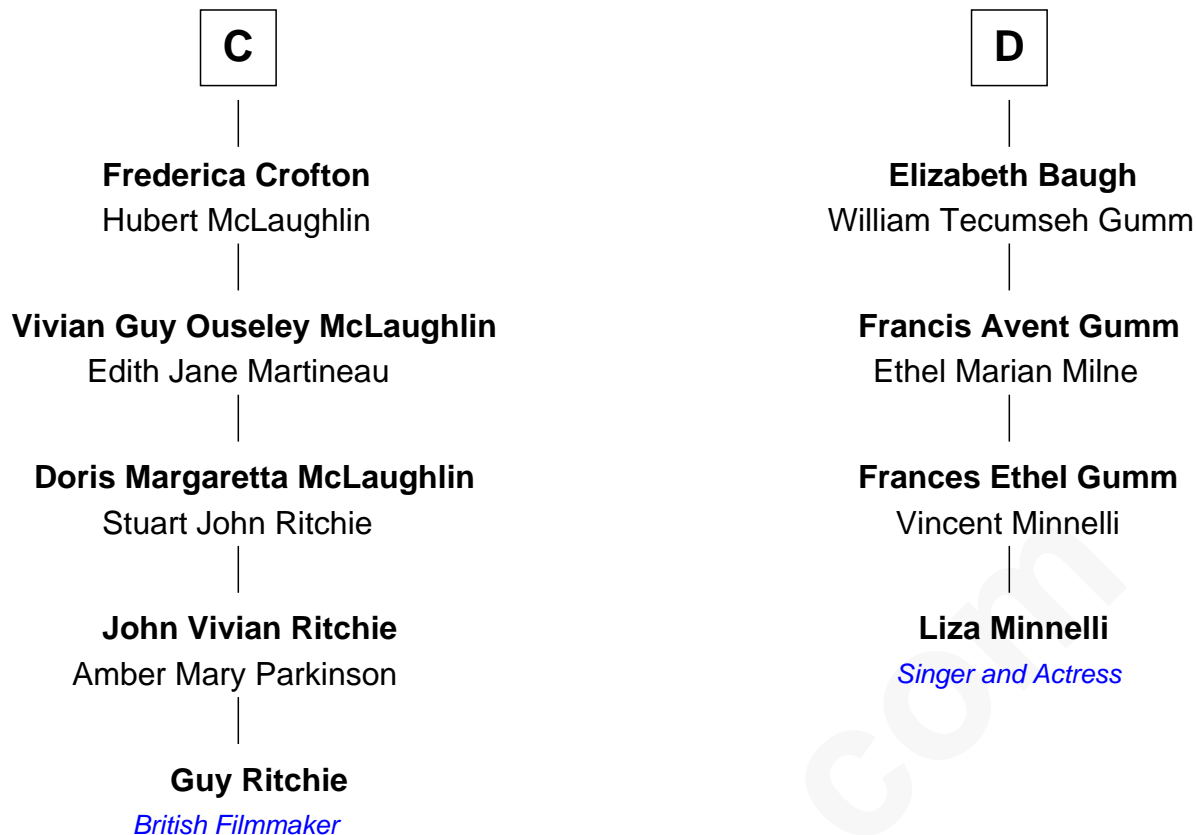 C
Frederica Crofton
Hubert McLaughlin
Vivian Guy Ouseley McLaughlin
Edith Jane Martineau
Doris Margaretta McLaughlin
Stuart John Ritchie
John Vivian Ritchie
Amber Mary Parkinson
Guy Ritchie
British Filmmaker
D
Elizabeth Baugh
William Tecumseh Gumm
Francis Avent Gumm
Ethel Marian Milne
Frances Ethel Gumm
Vincent Minnelli
Liza Minnelli
Singer and Actress
com